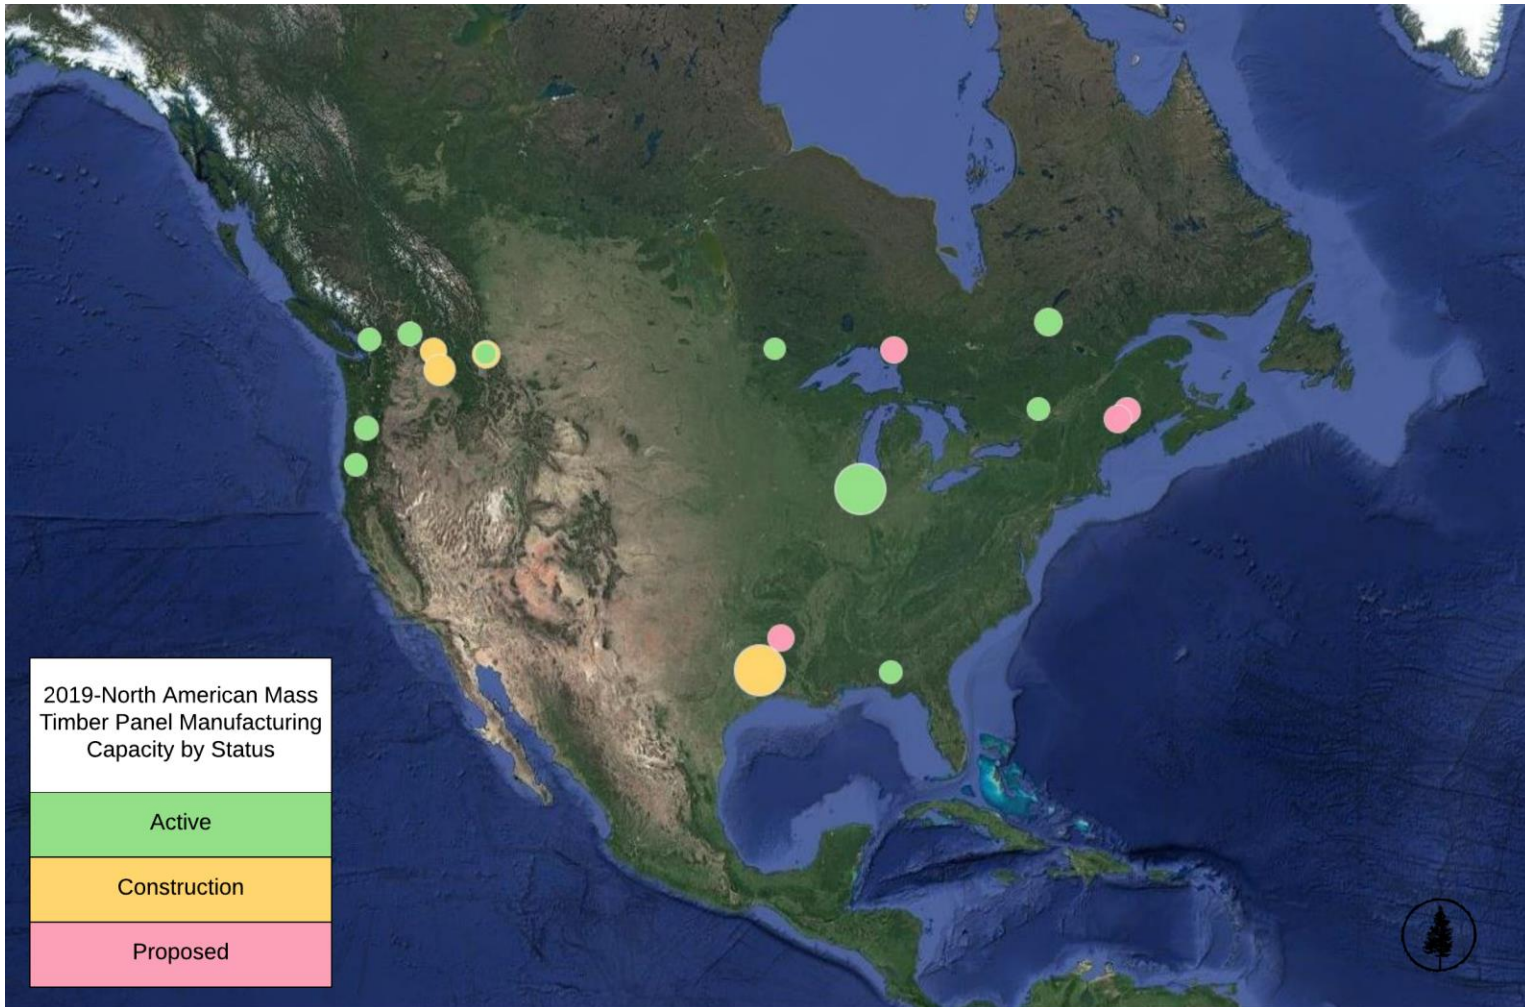 2019-North American Mass
Timber Panel Manufacturing
Capacity by Status
Active
Construction
Proposed